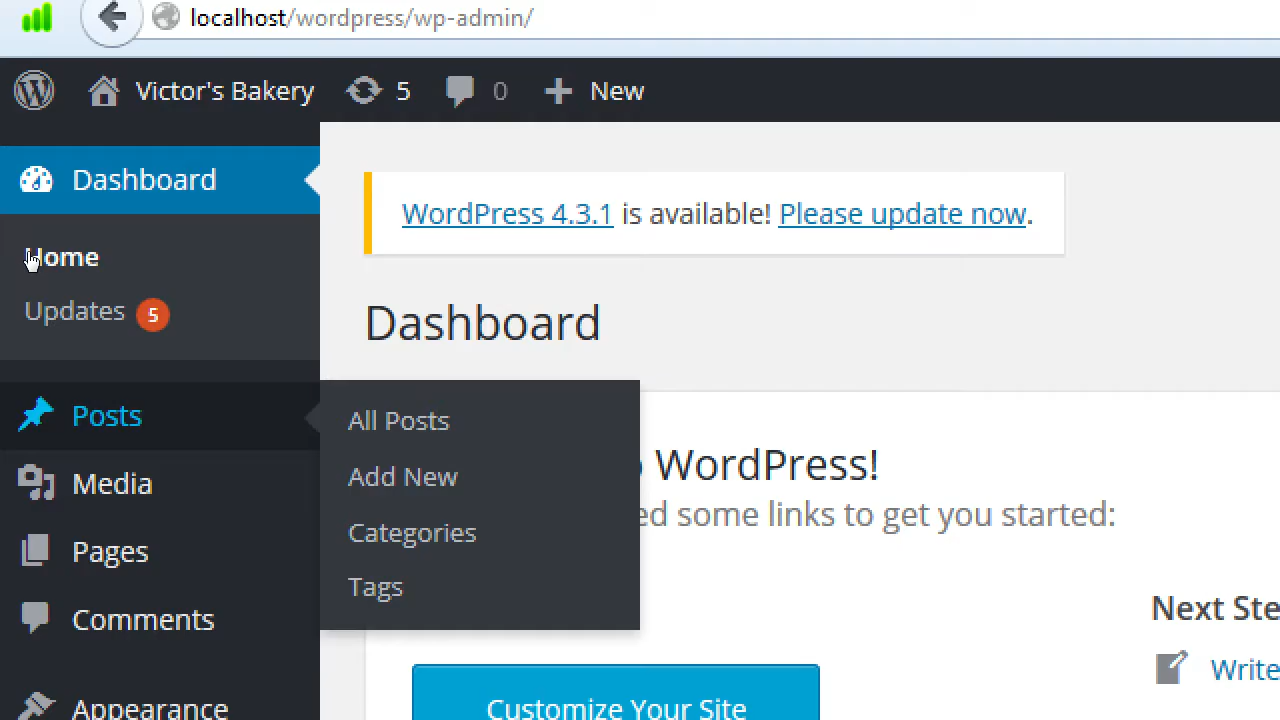 localhost/wordpress/wp-admin/
Victor's Bakery 5 0 New
Dashboard
Home
Updates 5
Posts
Media
Pages
Comments
Appearance
WordPress 4.3.1 is available! Please update now.
Dashboard
All Posts
Add New
Categories
Tags
WordPress!
ed some links to get you started:
Customize Your Site
Next Ste
Write